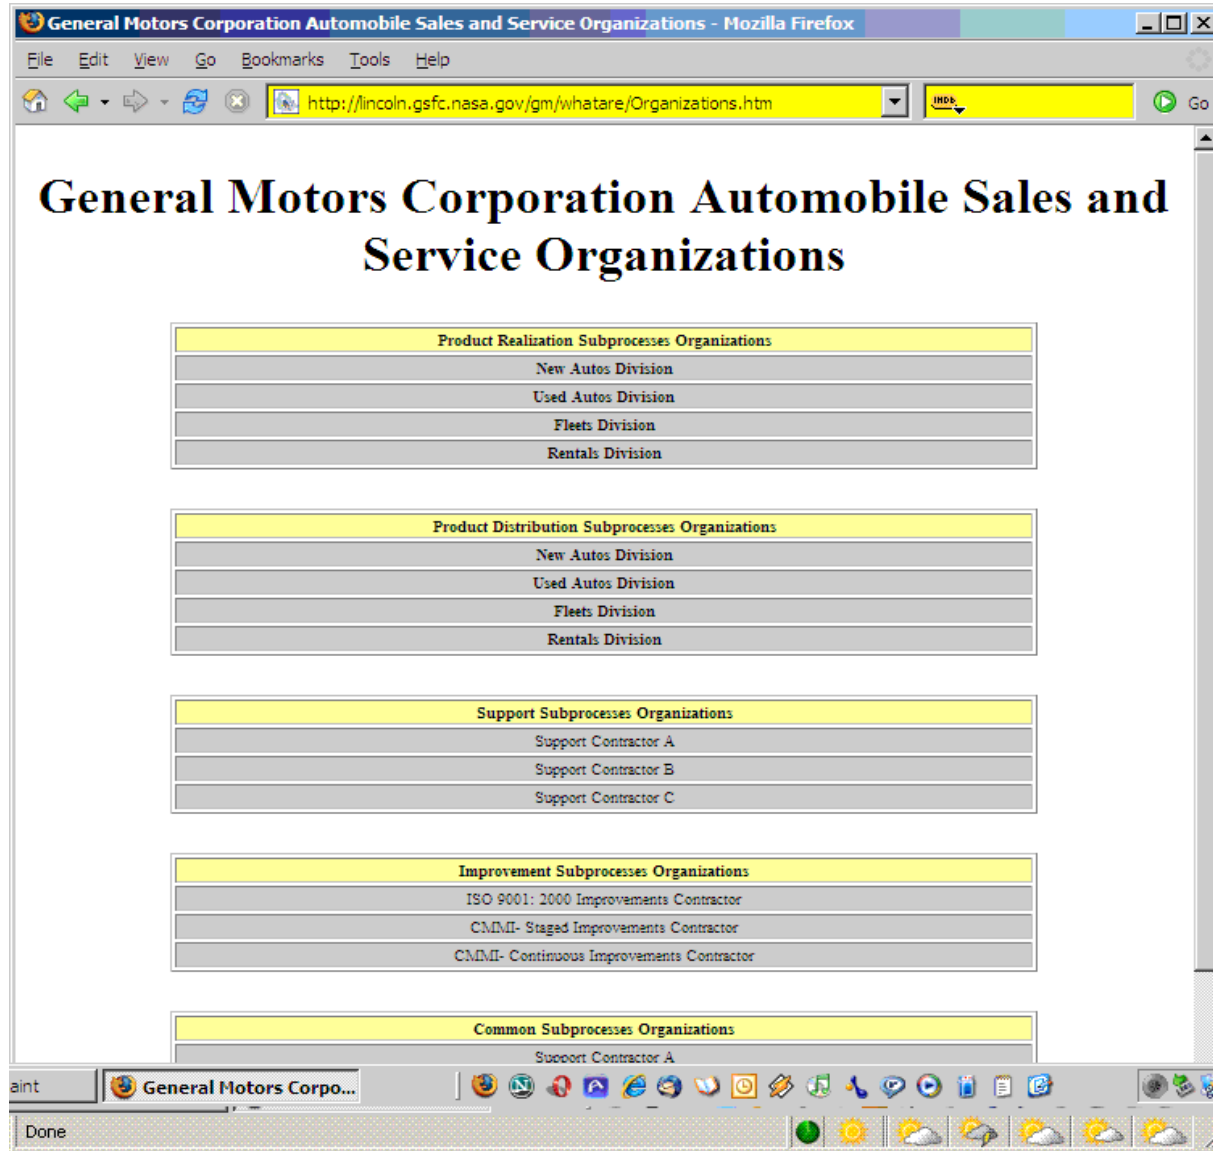 General Motors Corporation Automobile Sales and Service Organizations - Mozilla Firefox
File Edit View Go Bookmarks Tools Help
http://lincoln.gsfc.nasa.gov/gm/whatare/Organizations.htm IMDb Go
General Motors Corporation Automobile Sales and
Service Organizations
Product Realization Subprocesses Organizations
New Autos Division
Used Autos Division
Fleets Division
Rentals Division
Product Distribution Subprocesses Organizations
New Autos Division
Used Autos Division
Fleets Division
Rentals Division
Support Subprocesses Organizations
Support Contractor A
Support Contractor B
Support Contractor C
Improvement Subprocesses Organizations
ISO 9001: 2000 Improvements Contractor
CMMI- Staged Improvements Contractor
CMMI- Continuous Improvements Contractor
Common Subprocesses Organizations
Support Contractor A
aint General Motors Corpo...
Done